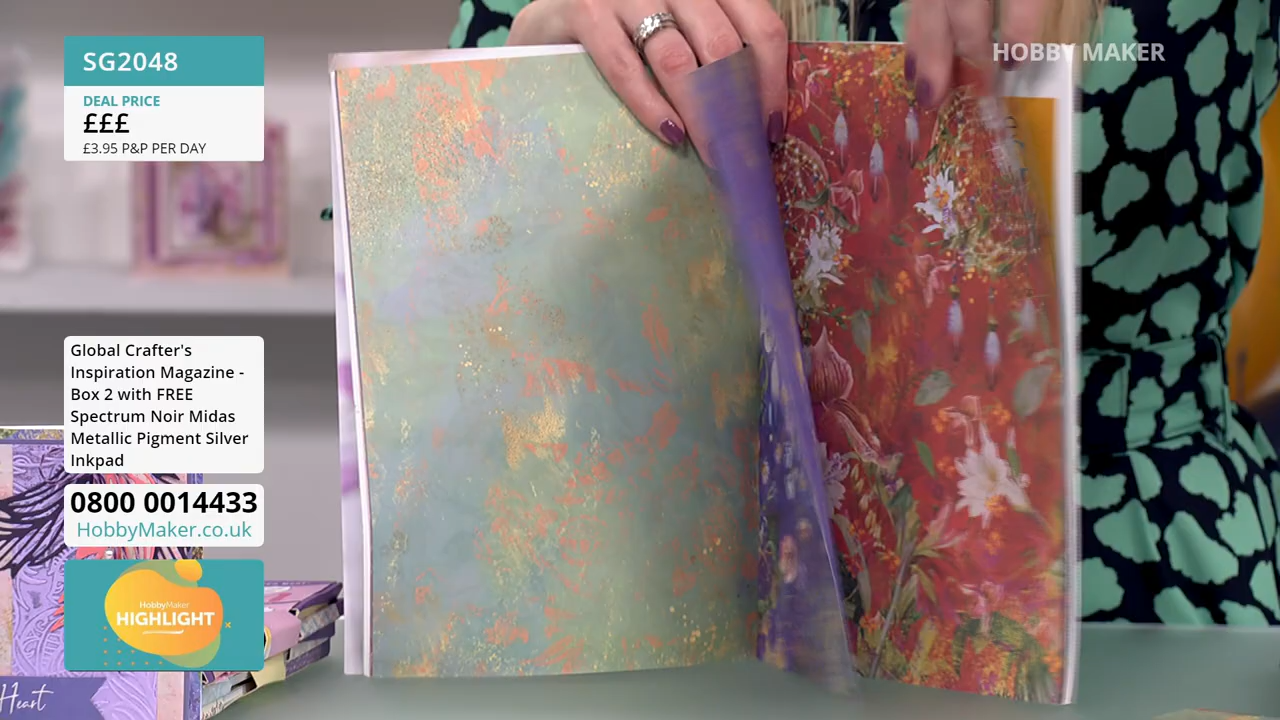 SG2048
DEAL PRICE
£££
£3.95 P&P PER DAY
HOBBY MAKER
Global Crafter's
Inspiration Magazine -
Box 2 with FREE
Spectrum Noir Midas
Metallic Pigment Silver
Inkpad
0800 0014433
HobbyMaker.co.uk
HobbyMaker
HIGHLIGHT
Heart